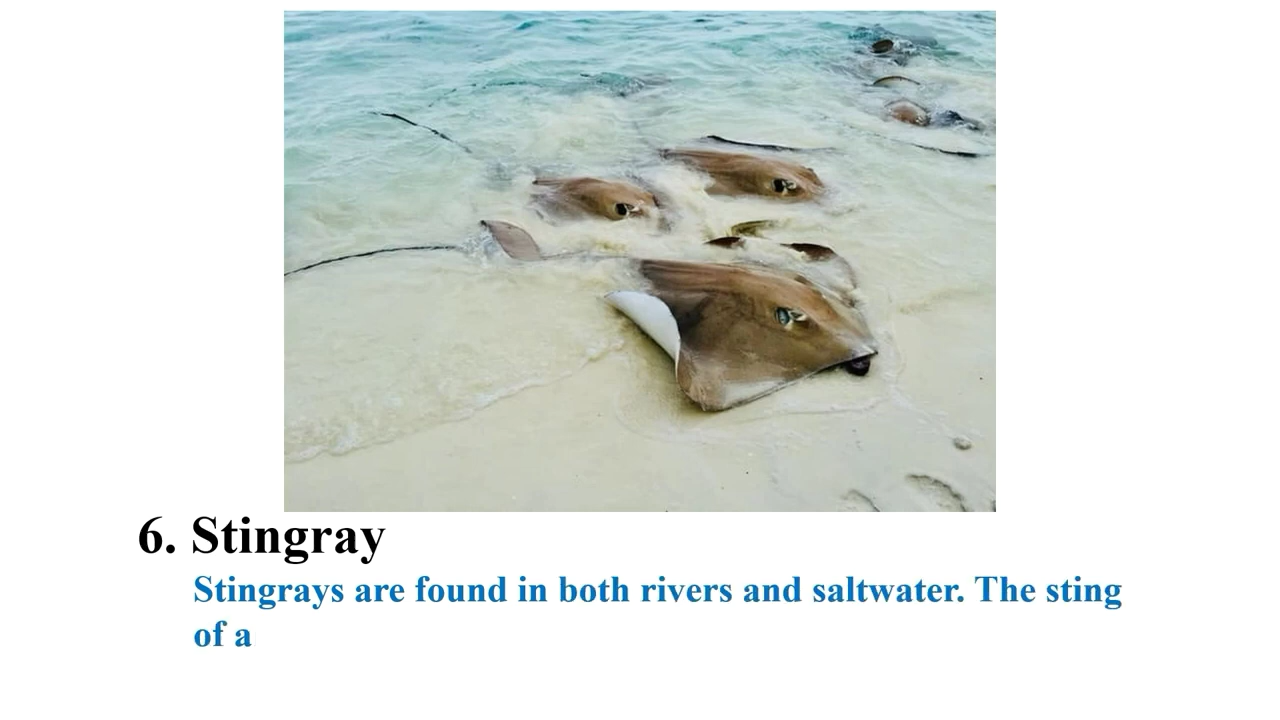 6. Stingray
Stingrays are found in both rivers and saltwater. The sting
of a